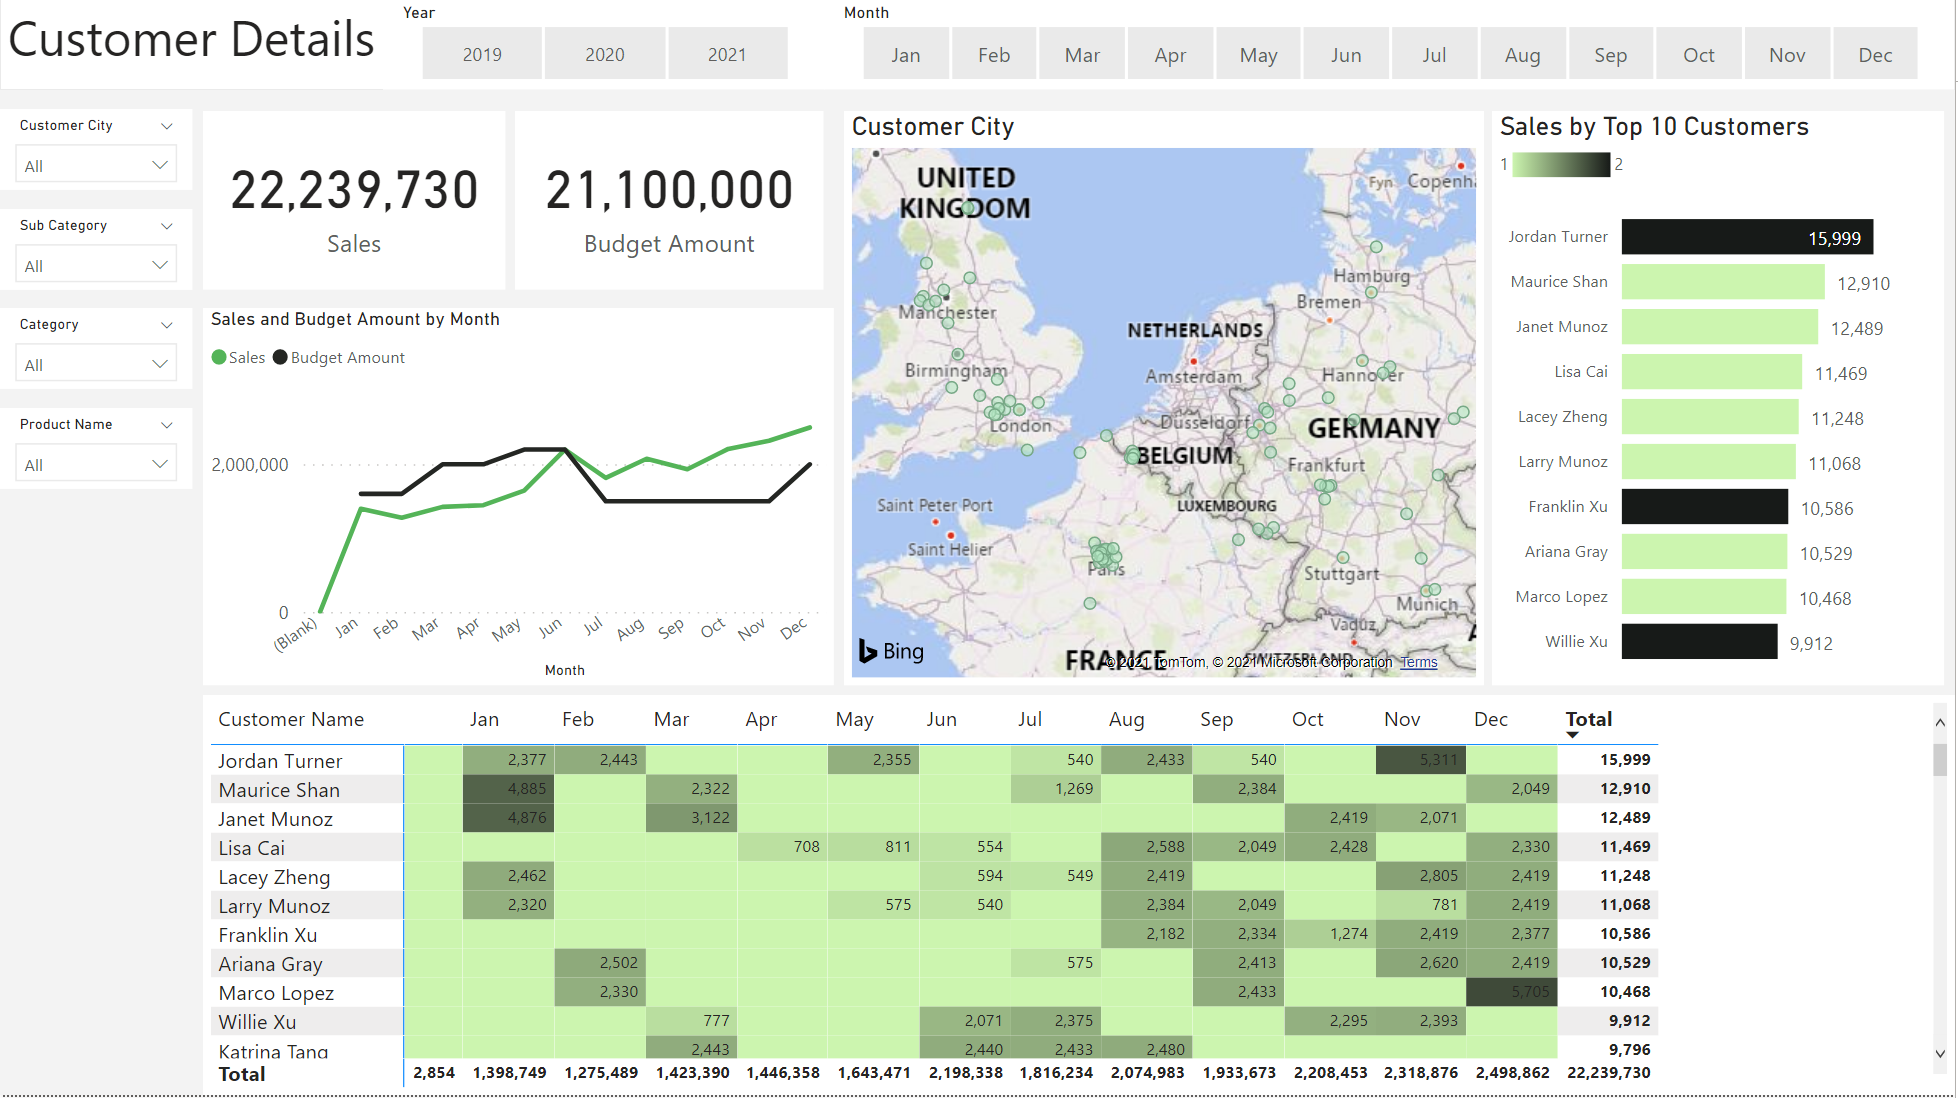 Customer Details
Year
2019 2020 2021
Month
Jan Feb Mar Apr May Jun Jul Aug Sep Oct Nov Dec
Customer City
All
Sub Category
All
Category
All
Product Name
All
22,239,730
Sales
21,100,000
Budget Amount
Sales and Budget Amount by Month
Sales Budget Amount
2,000,000
0
(Blank) Jan Feb Mar Apr May Jun Jul Aug Sep Oct Nov Dec
Month
Customer City
UNITED
KINGDOM
Fyn Copenh
Hamburg
Bremen
Manchester
NETHERLANDS
Birmingham
Amsterdam
Hannover
London
Dusseldorf
GERMANY
BELGIUM
Frankfurt
Saint Peter Port
LUXEMBOURG
Saint Helier
Paris
Stuttgart
Munich
Vaduz
Bing
FRANCE
SWITZERLAND
© 2021 TomTom, © 2021 Microsoft Corporation Terms
Sales by Top 10 Customers
1 2
Jordan Turner 15,999
Maurice Shan 12,910
Janet Munoz 12,489
Lisa Cai 11,469
Lacey Zheng 11,248
Larry Munoz 11,068
Franklin Xu 10,586
Ariana Gray 10,529
Marco Lopez 10,468
Willie Xu 9,912
Customer Name Jan Feb Mar Apr May Jun Jul Aug Sep Oct Nov Dec Total
Jordan Turner 2,377 2,443 2,355 540 2,433 540 5,311 15,999
Maurice Shan 4,885 2,322 1,269 2,384 2,049 12,910
Janet Munoz 4,876 3,122 2,419 2,071 12,489
Lisa Cai 708 811 554 2,588 2,049 2,428 2,330 11,469
Lacey Zheng 2,462 594 549 2,419 2,805 2,419 11,248
Larry Munoz 2,320 575 540 2,384 2,049 781 2,419 11,068
Franklin Xu 2,182 2,334 1,274 2,419 2,377 10,586
Ariana Gray 2,502 575 2,413 2,620 2,419 10,529
Marco Lopez 2,330 2,433 5,705 10,468
Willie Xu 777 2,071 2,375 2,295 2,393 9,912
Katrina Tang 2,443 2,440 2,433 2,480 9,796
Total 2,854 1,398,749 1,275,489 1,423,390 1,446,358 1,643,471 2,198,338 1,816,234 2,074,983 1,933,673 2,208,453 2,318,876 2,498,862 22,239,730